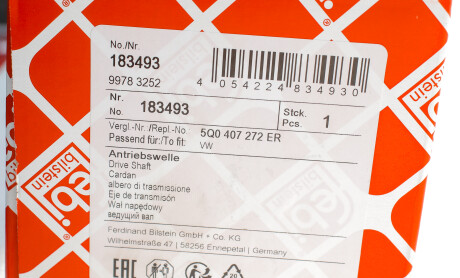 No./Nr.
183493
9978 3252
4 054224 834930
Nr.
No. 183493
Stck.
Pcs. 1
Vergl.-Nr./Repl.-No. 5Q0 407 272 ER
Passend für:/To fit: VW
Antriebswelle
Drive Shaft
Cardan
albero di trasmissione
Eje de transmisión
Wał napędowy
ведущий вал
Ferdinand Bilstein GmbH + Co. KG
Wilhelmstraße 47 | 58256 Ennepetal | Germany
EAC
20
febi
bilstein
bilstein